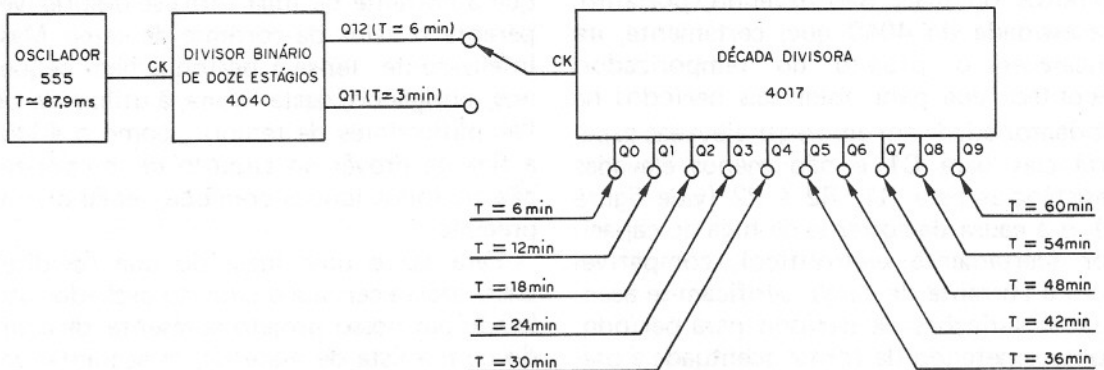 OSCILADOR
555
T = 87,9ms
CK
DIVISOR BINÁRIO
DE DOZE ESTÁGIOS
4040
Q12 (T = 6 min)
Q11 (T = 3min)
CK
DÉCADA DIVISORA
4017
Q0 Q1 Q2 Q3 Q4 Q5 Q6 Q7 Q8 Q9
T = 6min
T = 12min
T = 18min
T = 24min
T = 30min
T = 60min
T = 54min
T = 48min
T = 42min
T = 36min